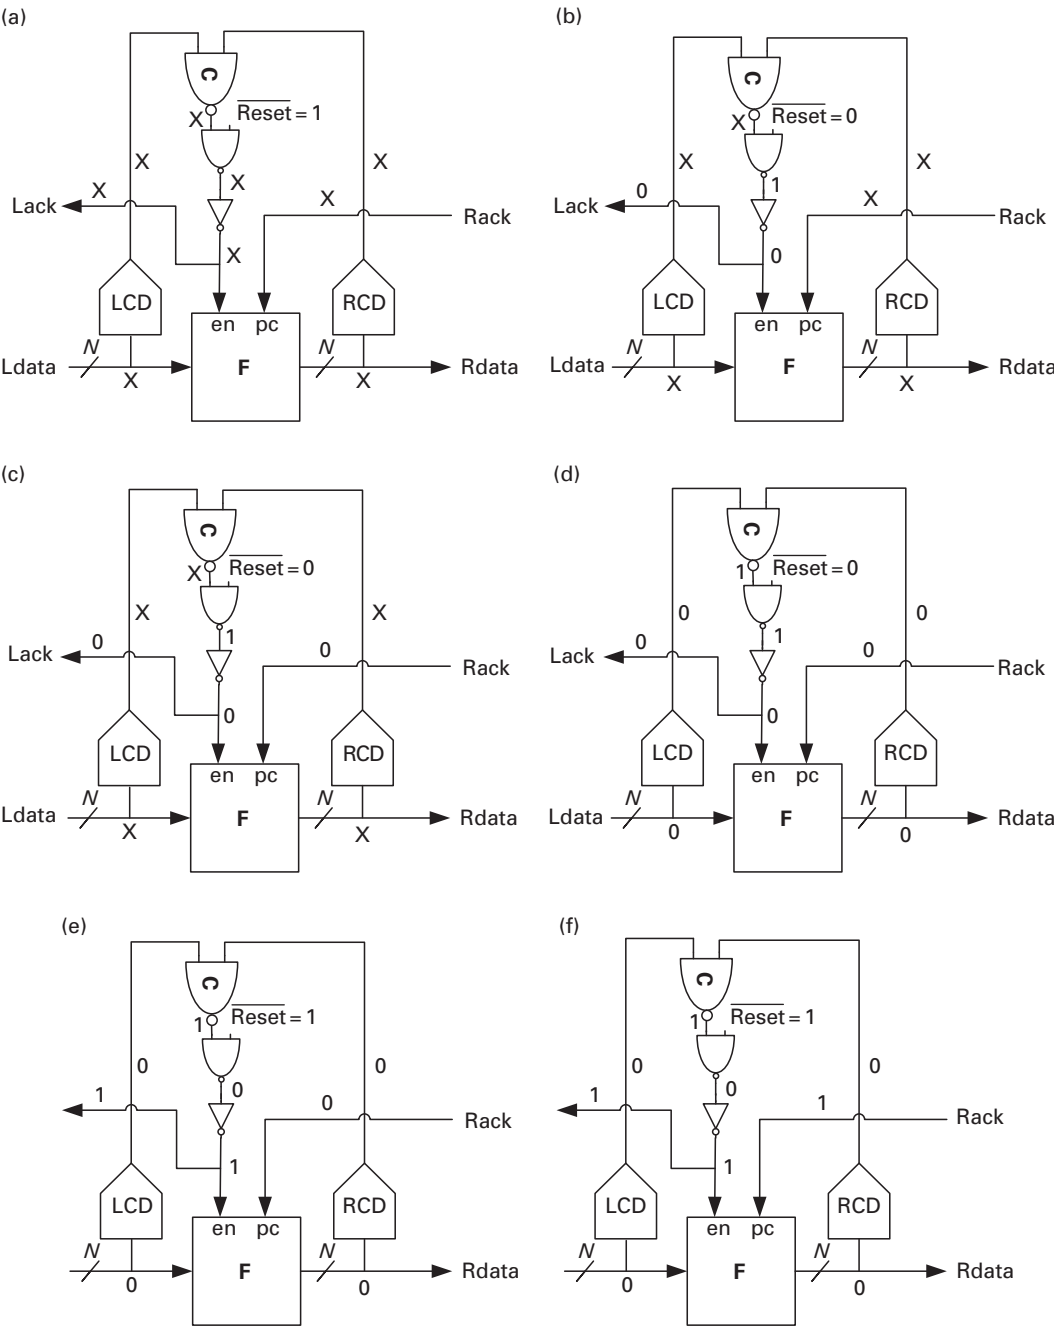 (a)
C
X
Reset = 1
X
X
X
X
X
Lack
Rack
X
LCD
RCD
en pc
N
N
Ldata
F
Rdata
X
X
(b)
C
X
Reset = 0
X
X
1
0
X
Lack
Rack
0
LCD
RCD
en pc
N
N
Ldata
F
Rdata
X
X
(c)
C
X
Reset = 0
X
X
1
0
0
Lack
Rack
0
LCD
RCD
en pc
N
N
Ldata
F
Rdata
X
X
(d)
C
1
Reset = 0
0
0
1
0
0
Lack
Rack
0
LCD
RCD
en pc
N
N
Ldata
F
Rdata
0
0
(e)
C
1
Reset = 1
0
0
0
1
0
Rack
1
LCD
RCD
en pc
N
N
F
Rdata
0
0
(f)
C
1
Reset = 1
0
0
0
1
1
Rack
1
LCD
RCD
en pc
N
N
F
Rdata
0
0